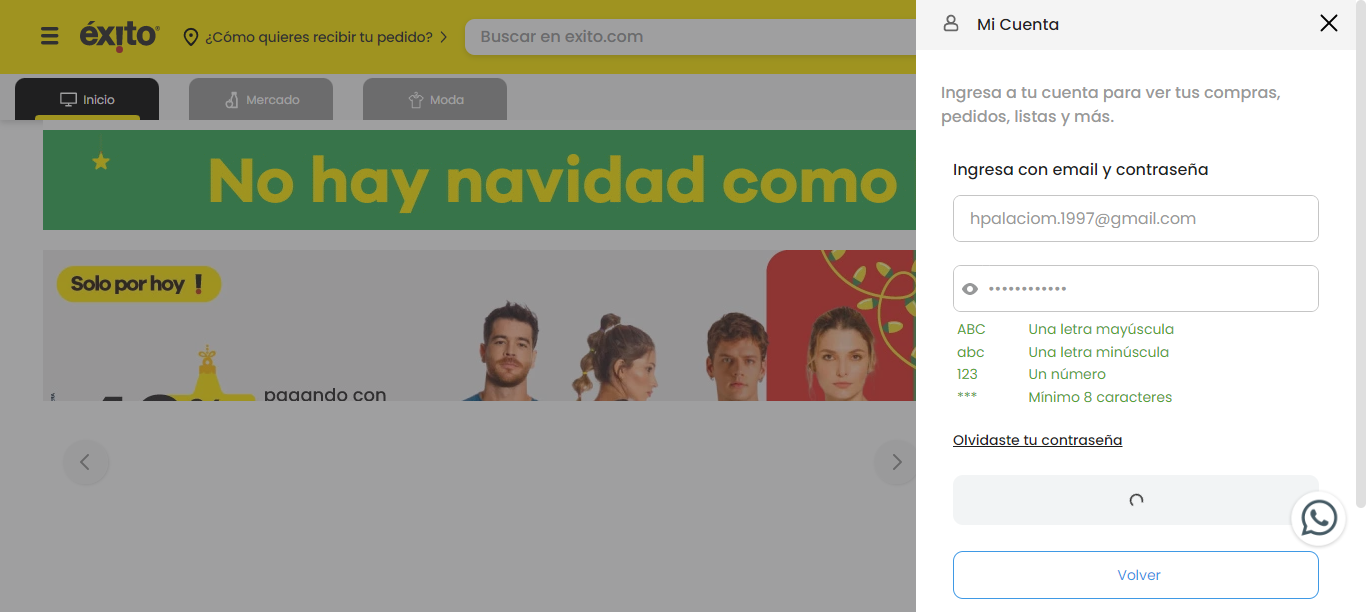 éxito
¿Cómo quieres recibir tu pedido?
Buscar en exito.com
Inicio
Mercado
Moda
No hay navidad como
Solo por hoy !
pagando con
Mi Cuenta
Ingresa a tu cuenta para ver tus compras,
pedidos, listas y más.
Ingresa con email y contraseña
hpalaciom.1997@gmail.com
••••••••••••
ABC Una letra mayúscula
abc Una letra minúscula
123 Un número
*** Mínimo 8 caracteres
Olvidaste tu contraseña
Volver